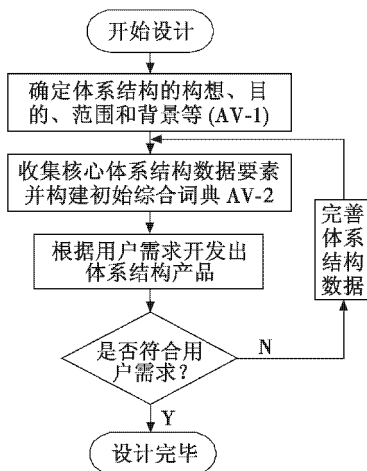 开始设计
确定体系结构的构想、目
的、范围和背景等 (AV-1)
收集核心体系结构数据要素
并构建初始综合词典 AV-2
根据用户需求开发出
体系结构产品
完善
体系
结构
数据
是否符合用
户需求?
N
Y
设计完毕